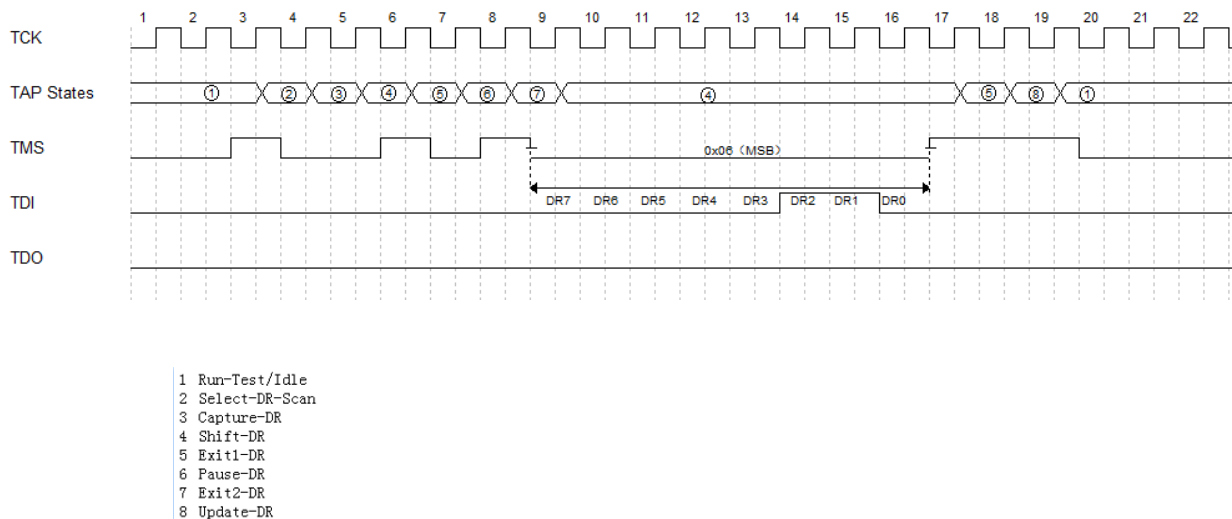 1 2 3 4 5 6 7 8 9 10 11 12 13 14 15 16 17 18 19 20 21 22
TCK
TAP States ① ② ③ ④ ⑤ ⑥ ⑦ ④ ⑤ ⑧ ①
TMS 0x06（MSB）
TDI DR7 DR6 DR5 DR4 DR3 DR2 DR1 DR0
TDO
1 Run-Test/Idle
2 Select-DR-Scan
3 Capture-DR
4 Shift-DR
5 Exit1-DR
6 Pause-DR
7 Exit2-DR
8 Update-DR